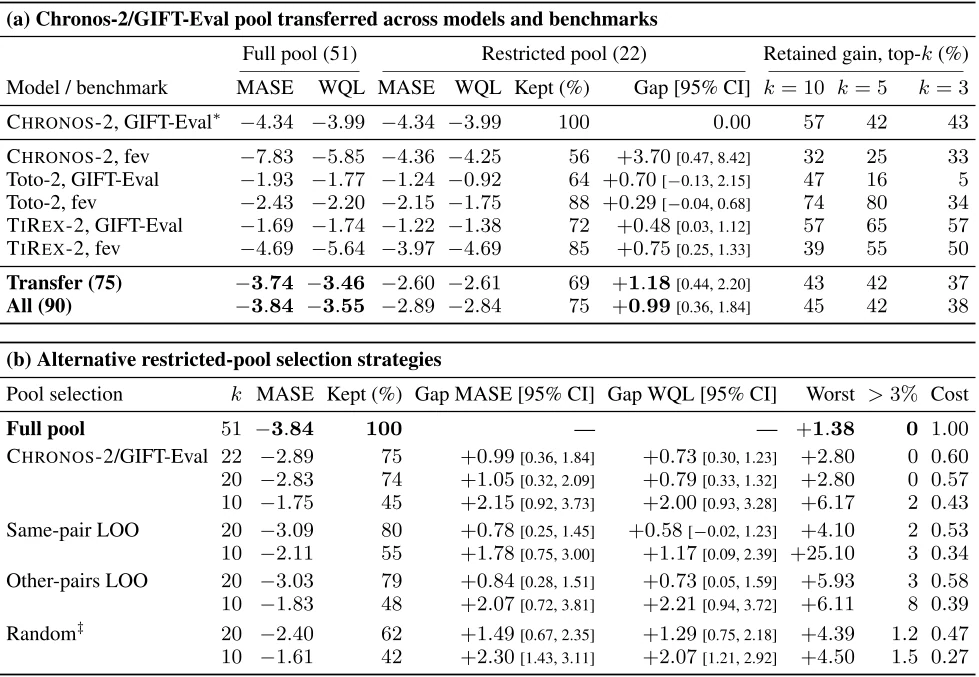 (a) Chronos-2/GIFT-Eval pool transferred across models and benchmarks
Full pool (51) Restricted pool (22) Retained gain, top-k (%)
Model / benchmark MASE WQL MASE WQL Kept (%) Gap [95% CI] k = 10 k = 5 k = 3
CHRONOS-2, GIFT-Eval* −4.34 −3.99 −4.34 −3.99 100 0.00 57 42 43
CHRONOS-2, fev −7.83 −5.85 −4.36 −4.25 56 +3.70 [0.47, 8.42] 32 25 33
Toto-2, GIFT-Eval −1.93 −1.77 −1.24 −0.92 64 +0.70 [−0.13, 2.15] 47 16 5
Toto-2, fev −2.43 −2.20 −2.15 −1.75 88 +0.29 [−0.04, 0.68] 74 80 34
TIREX-2, GIFT-Eval −1.69 −1.74 −1.22 −1.38 72 +0.48 [0.03, 1.12] 57 65 57
TIREX-2, fev −4.69 −5.64 −3.97 −4.69 85 +0.75 [0.25, 1.33] 39 55 50
Transfer (75) −3.74 −3.46 −2.60 −2.61 69 +1.18 [0.44, 2.20] 43 42 37
All (90) −3.84 −3.55 −2.89 −2.84 75 +0.99 [0.36, 1.84] 45 42 38
(b) Alternative restricted-pool selection strategies
Pool selection k MASE Kept (%) Gap MASE [95% CI] Gap WQL [95% CI] Worst > 3% Cost
Full pool 51 −3.84 100 — — +1.38 0 1.00
CHRONOS-2/GIFT-Eval 22 −2.89 75 +0.99 [0.36, 1.84] +0.73 [0.30, 1.23] +2.80 0 0.60
20 −2.83 74 +1.05 [0.32, 2.09] +0.79 [0.33, 1.32] +2.80 0 0.57
10 −1.75 45 +2.15 [0.92, 3.73] +2.00 [0.93, 3.28] +6.17 2 0.43
Same-pair LOO 20 −3.09 80 +0.78 [0.25, 1.45] +0.58 [−0.02, 1.23] +4.10 2 0.53
10 −2.11 55 +1.78 [0.75, 3.00] +1.17 [0.09, 2.39] +25.10 3 0.34
Other-pairs LOO 20 −3.03 79 +0.84 [0.28, 1.51] +0.73 [0.05, 1.59] +5.93 3 0.58
10 −1.83 48 +2.07 [0.72, 3.81] +2.21 [0.94, 3.72] +6.11 8 0.39
Random‡ 20 −2.40 62 +1.49 [0.67, 2.35] +1.29 [0.75, 2.18] +4.39 1.2 0.47
10 −1.61 42 +2.30 [1.43, 3.11] +2.07 [1.21, 2.92] +4.50 1.5 0.27